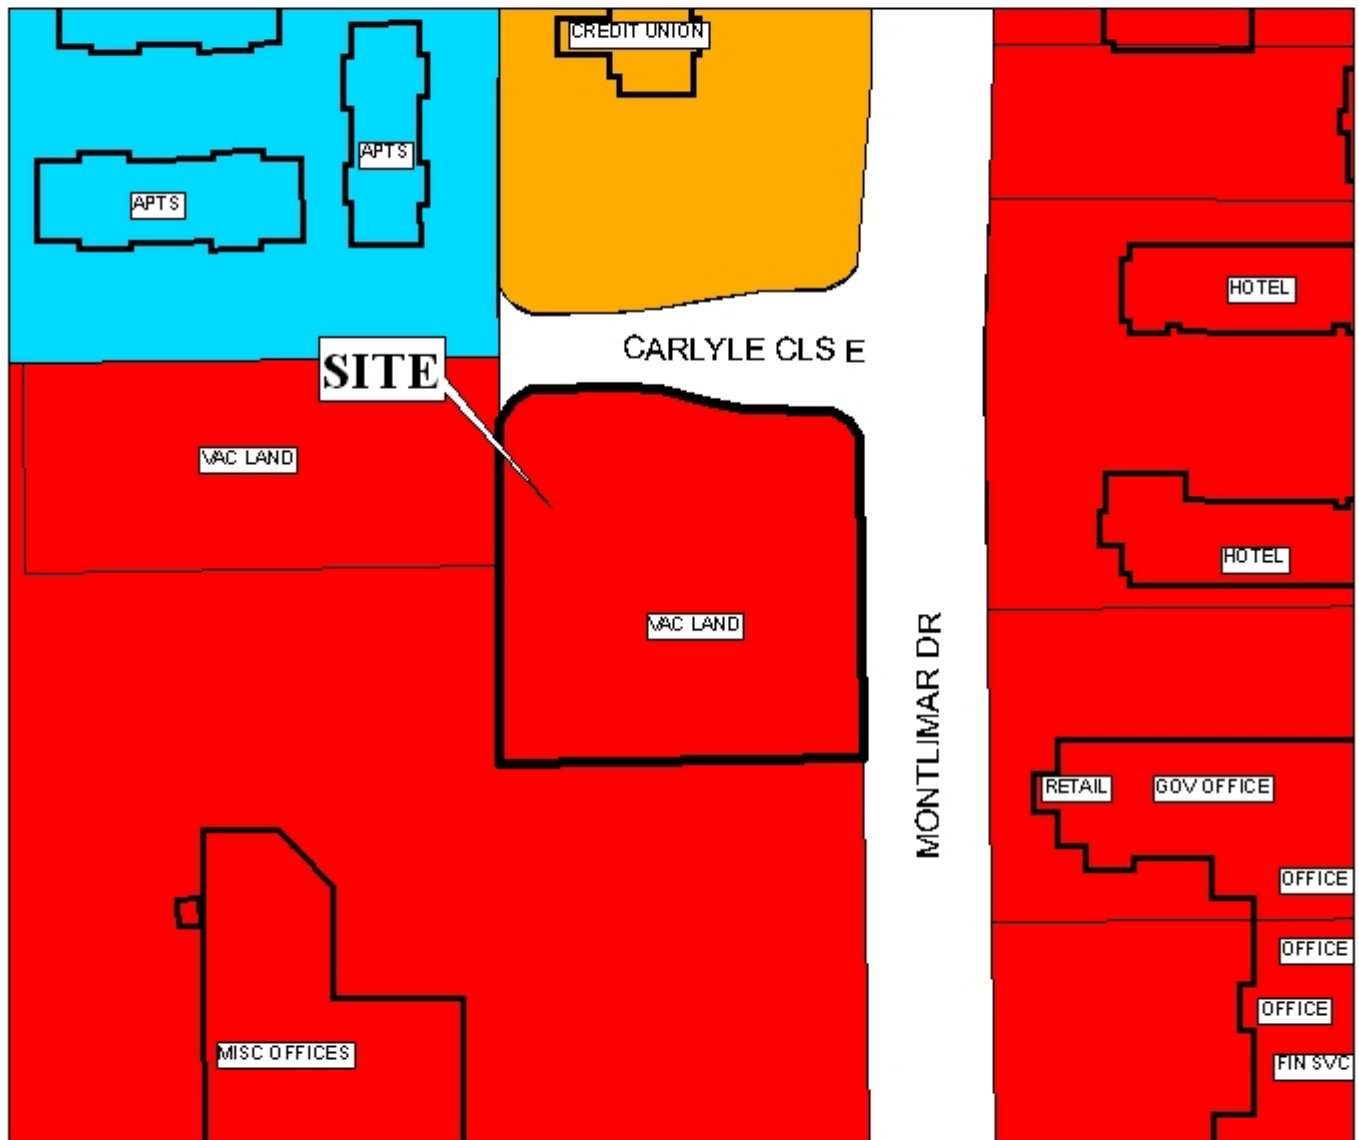 CREDIT UNION
APTS
APTS
HOTEL
CARLYLE CLS E
SITE
VAC LAND
HOTEL
VAC LAND
MONTLIMAR DR
RETAIL
GOV OFFICE
OFFICE
OFFICE
OFFICE
MISC OFFICES
FIN SVC